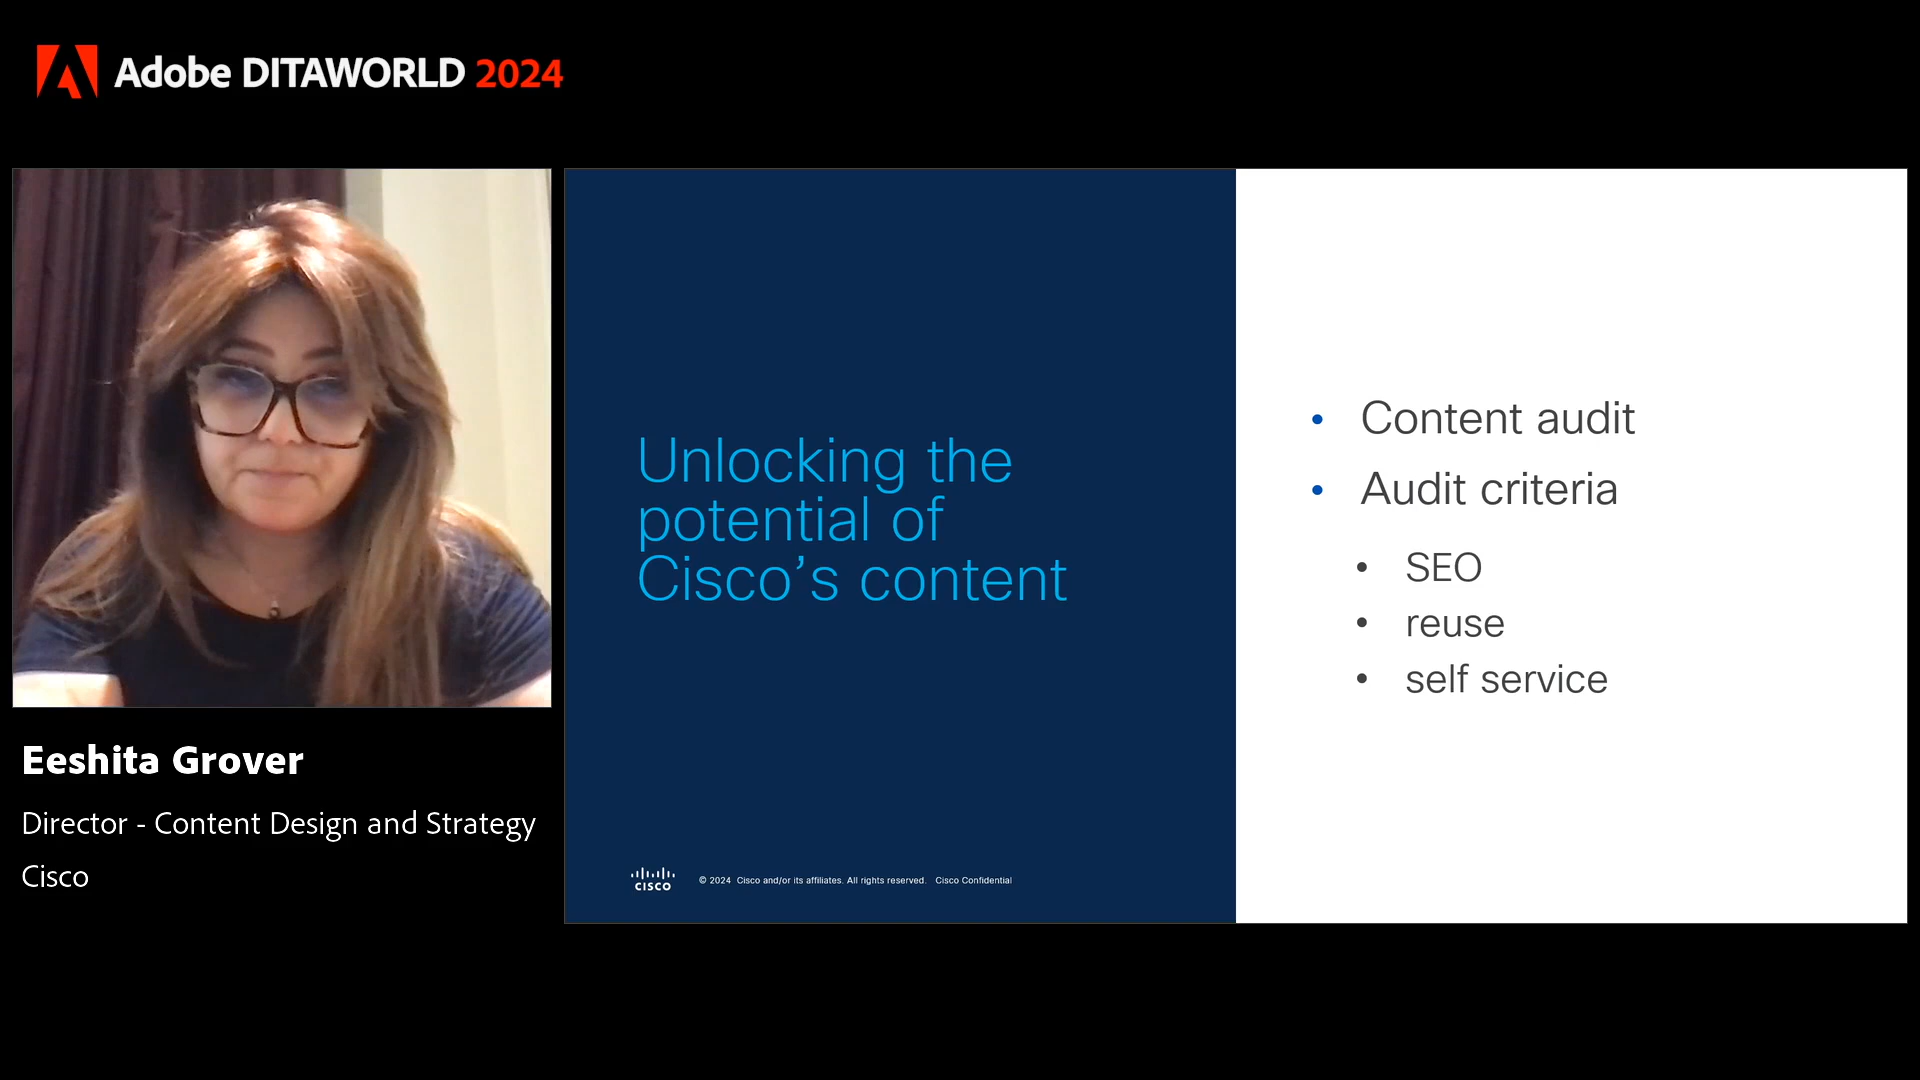 Adobe DITAWORLD 2024
Eeshita Grover
Director - Content Design and Strategy
Cisco
Unlocking the
potential of
Cisco’s content
CISCO
© 2024 Cisco and/or its affiliates. All rights reserved. Cisco Confidential
• Content audit
• Audit criteria
• SEO
• reuse
• self service